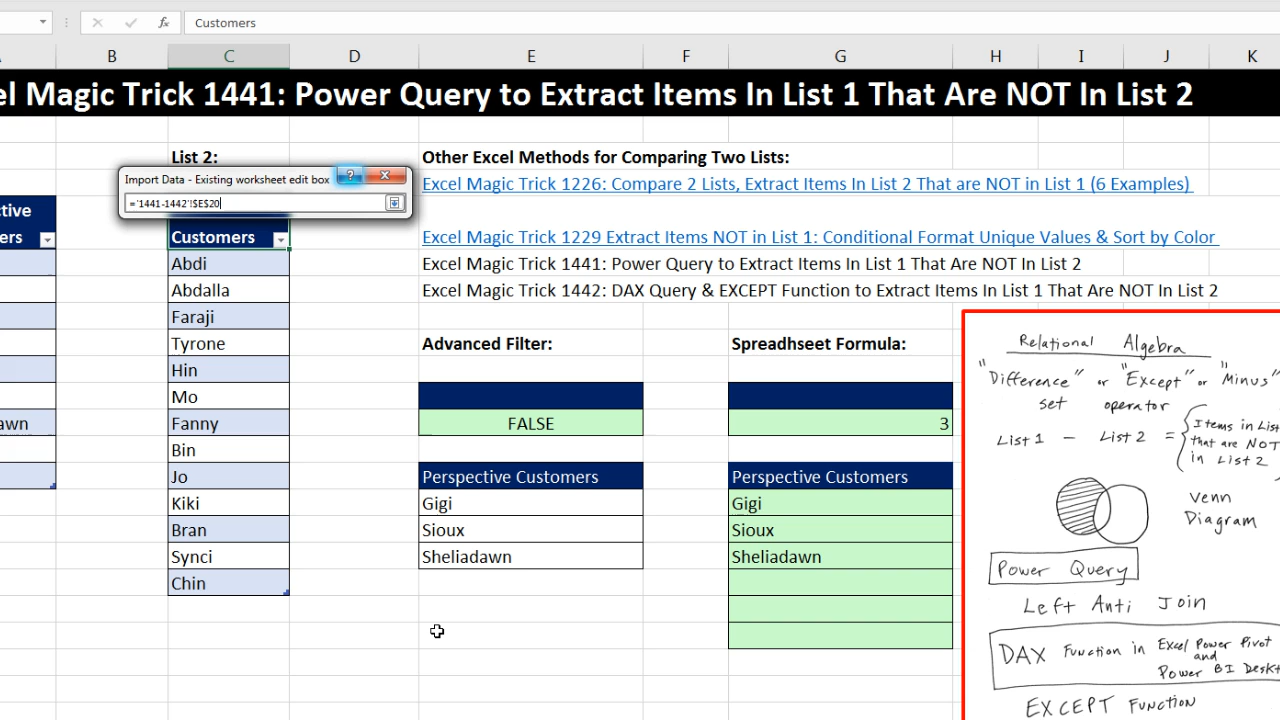 Customers
A B C D E F G H I J K
el Magic Trick 1441: Power Query to Extract Items In List 1 That Are NOT In List 2
List 2:
Other Excel Methods for Comparing Two Lists:
Import Data - Existing worksheet edit box
='1441-1442'!$E$20
Excel Magic Trick 1226: Compare 2 Lists, Extract Items In List 2 That are NOT in List 1 (6 Examples)
ctive
ers
Customers
Excel Magic Trick 1229 Extract Items NOT in List 1: Conditional Format Unique Values & Sort by Color
Abdi
Excel Magic Trick 1441: Power Query to Extract Items In List 1 That Are NOT In List 2
Abdalla
Excel Magic Trick 1442: DAX Query & EXCEPT Function to Extract Items In List 1 That Are NOT In List 2
Faraji
Tyrone
Hin
Mo
Fanny
Bin
Jo
Kiki
Bran
Synci
Chin
awn
Advanced Filter:
FALSE
Perspective Customers
Gigi
Sioux
Sheliadawn
Spreadhseet Formula:
3
Perspective Customers
Gigi
Sioux
Sheliadawn
Relational Algebra
"Difference" or "Except" or "Minus"
set operator
List 1 - List 2 = { Items in List
that are NOT
in List 2
Venn
Diagram
Power Query
Left Anti Join
DAX Function in Excel Power Pivot
and
Power BI Deskt
EXCEPT Function